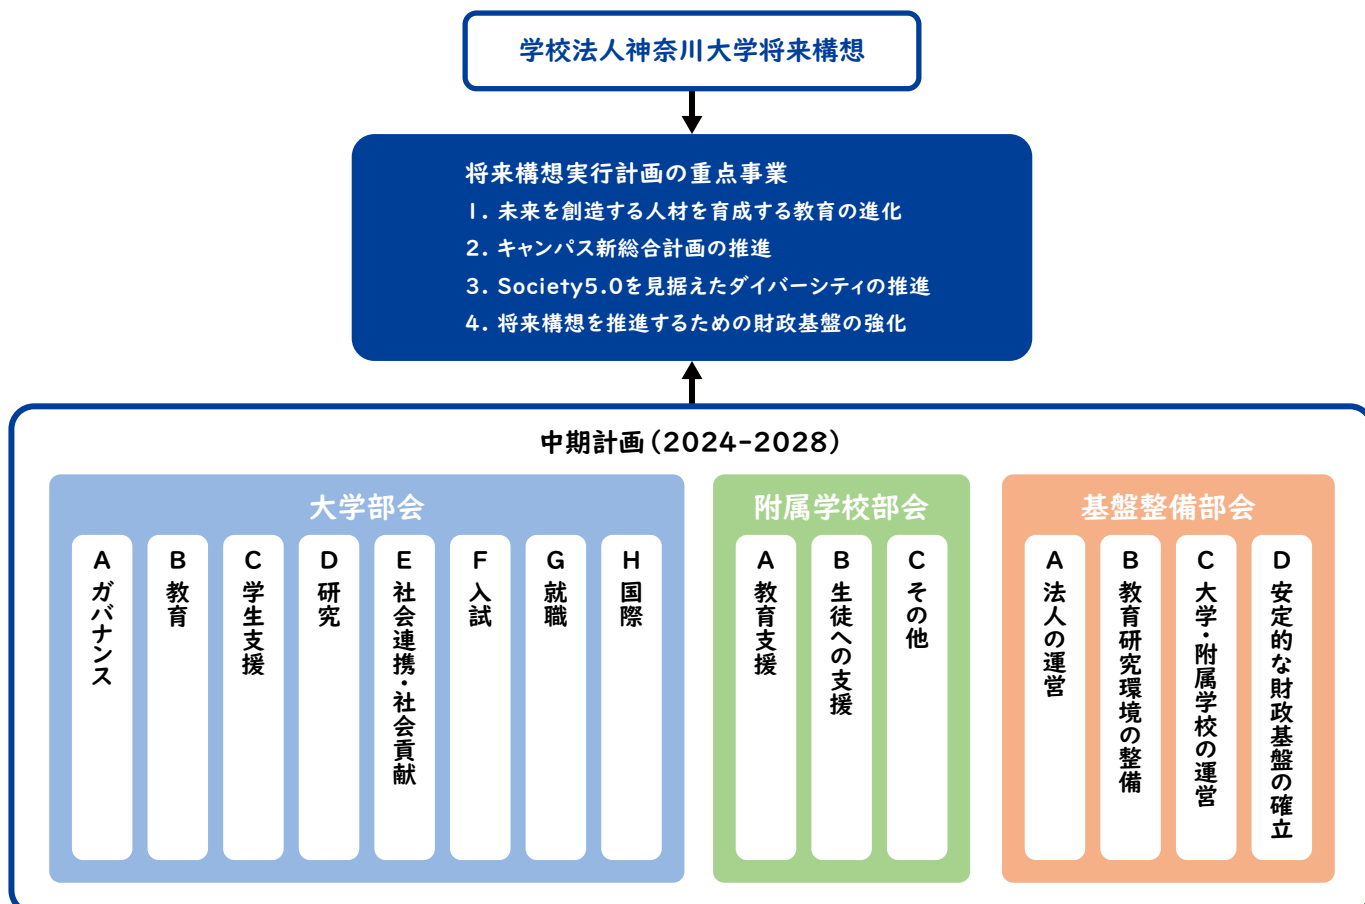 学校法人神奈川大学将来構想
将来構想実行計画の重点事業
1. 未来を創造する人材を育成する教育の進化
2. キャンパス新総合計画の推進
3. Society5.0を見据えたダイバーシティの推進
4. 将来構想を推進するための財政基盤の強化
中期計画（2024-2028）
大学部会
A ガバナンス
B 教育
C 学生支援
D 研究
E 社会連携・社会貢献
F 入試
G 就職
H 国際
附属学校部会
A 教育支援
B 生徒への支援
C その他
基盤整備部会
A 法人の運営
B 教育研究環境の整備
C 大学・附属学校の運営
D 安定的な財政基盤の確立